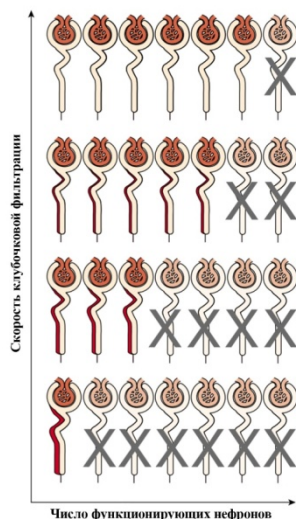 Скорость клубочковой фильтрации
Число функционирующих нефронов